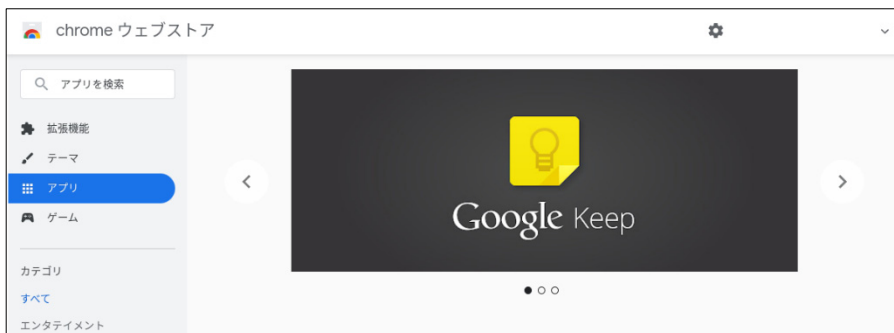 chrome ウェブストア
アプリを検索
拡張機能
テーマ
アプリ
ゲーム
カテゴリ
すべて
エンタテイメント
Google Keep